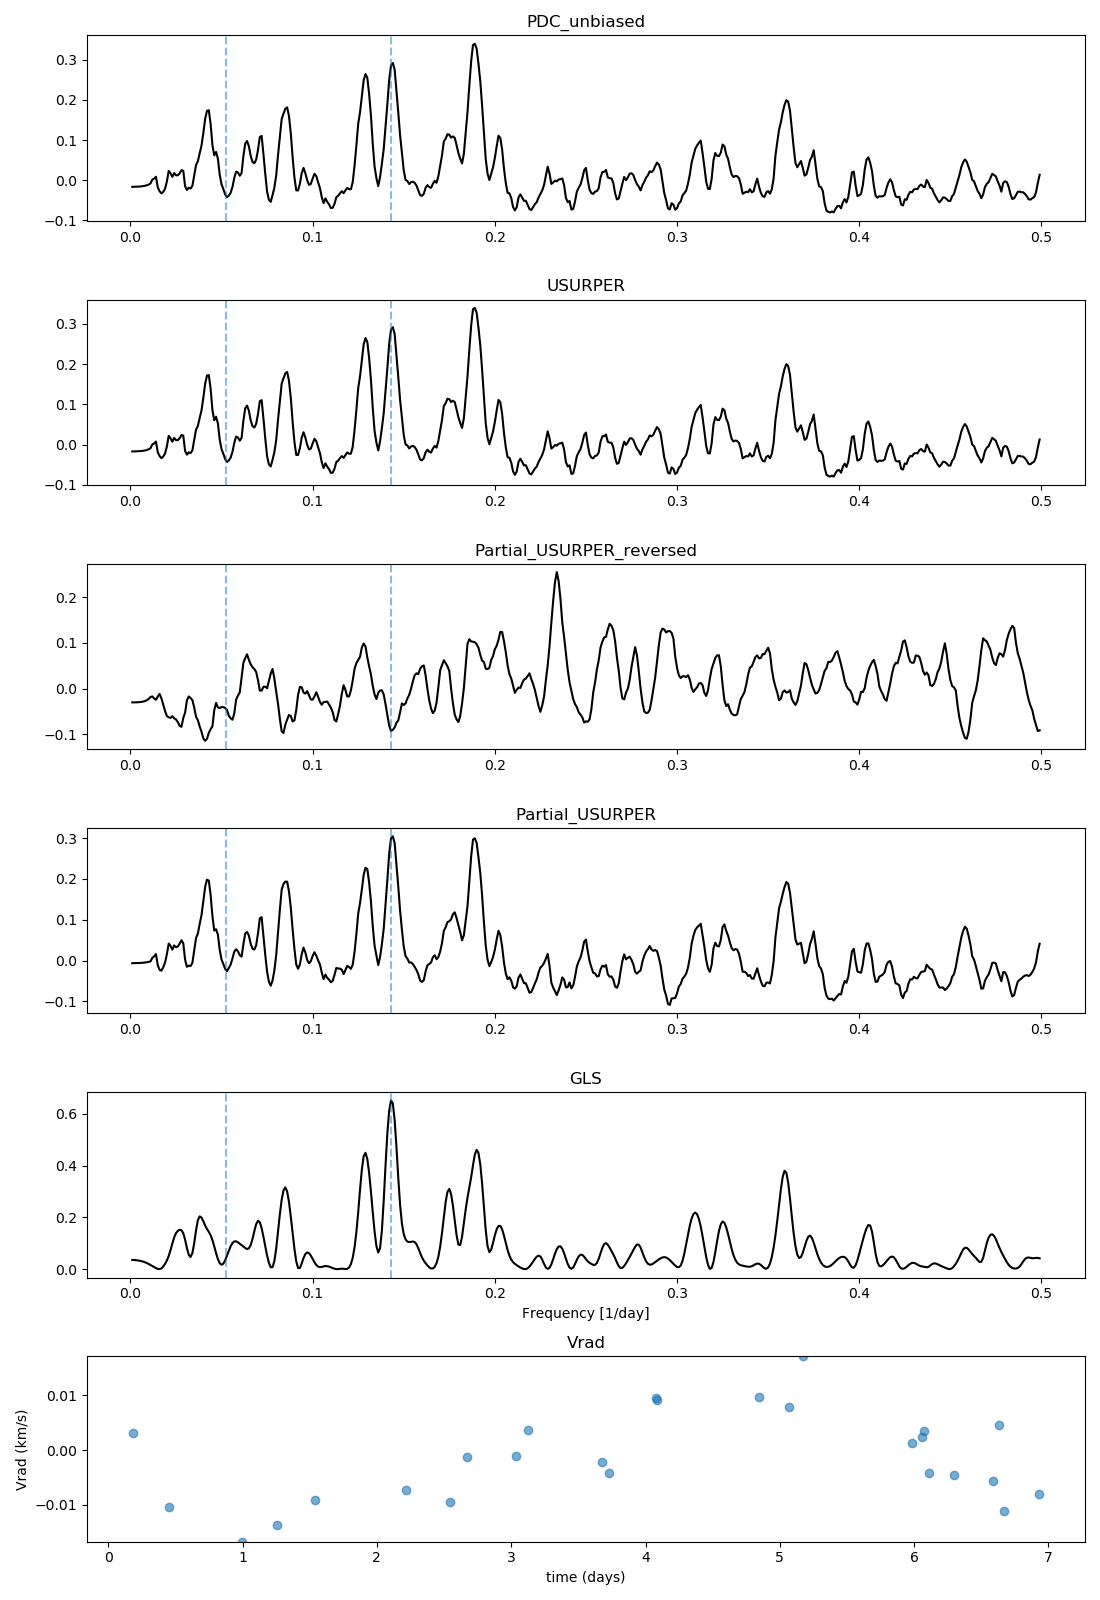 PDC_unbiased
0.3
0.2
0.1
0.0
−0.1
0.0 0.1 0.2 0.3 0.4 0.5
USURPER
0.3
0.2
0.1
0.0
−0.1
0.0 0.1 0.2 0.3 0.4 0.5
Partial_USURPER_reversed
0.2
0.1
0.0
−0.1
0.0 0.1 0.2 0.3 0.4 0.5
Partial_USURPER
0.3
0.2
0.1
0.0
−0.1
0.0 0.1 0.2 0.3 0.4 0.5
GLS
0.6
0.4
0.2
0.0
0.0 0.1 0.2 0.3 0.4 0.5
Frequency [1/day]
Vrad
Vrad (km/s)
0.01
0.00
−0.01
0 1 2 3 4 5 6 7
time (days)